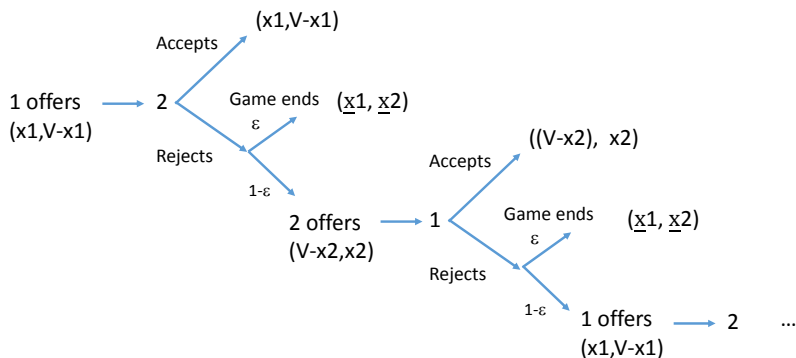 (x1,V-x1)
Accepts
1 offers
(x1,V-x1)
2
Game ends
ε
(x1, x2)
Rejects
1-ε
((V-x2), x2)
Accepts
2 offers
(V-x2,x2)
1
Game ends
ε
(x1, x2)
Rejects
1-ε
1 offers
(x1,V-x1)
2
...